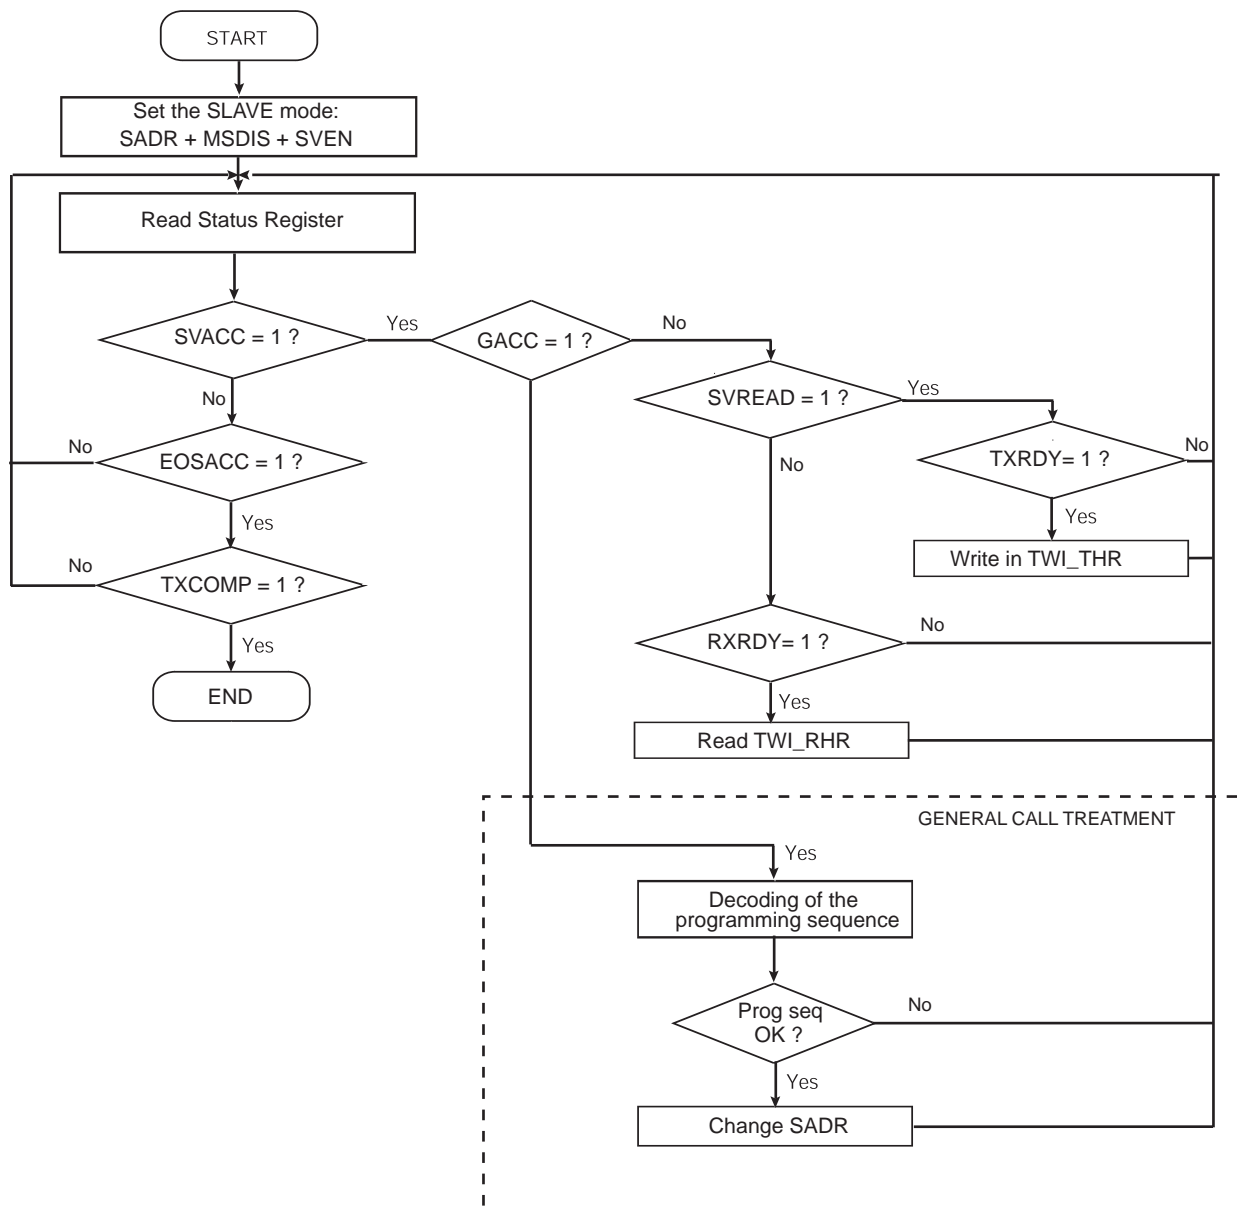 START
Set the SLAVE mode:
SADR + MSDIS + SVEN
Read Status Register
SVACC = 1 ?
Yes
GACC = 1 ?
No
SVREAD = 1 ?
Yes
No
EOSACC = 1 ?
No
No
TXRDY= 1 ?
No
Yes
Yes
Write in TWI_THR
No
TXCOMP = 1 ?
RXRDY= 1 ?
No
Yes
END
Yes
Read TWI_RHR
GENERAL CALL TREATMENT
Yes
Decoding of the
programming sequence
Prog seq
OK ?
No
Yes
Change SADR